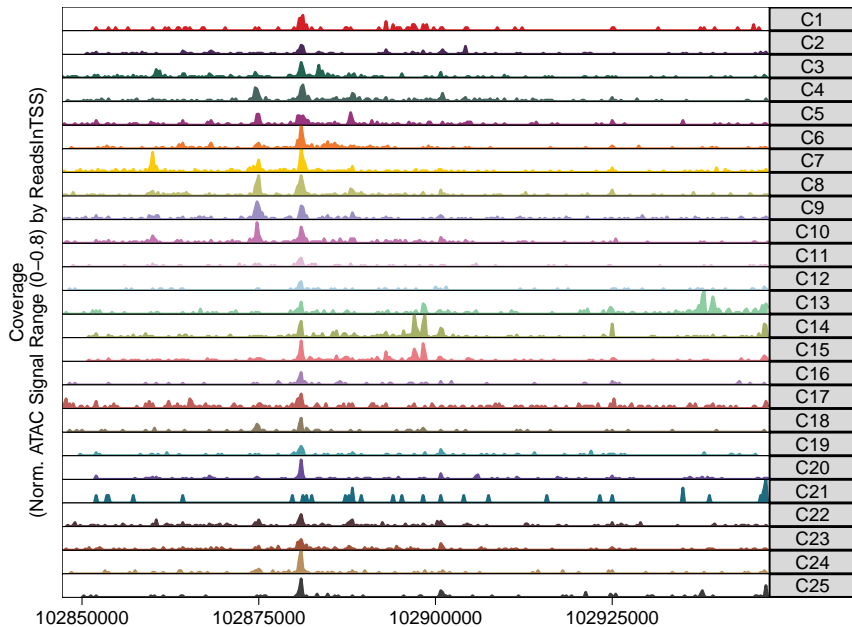 Coverage
(Norm. ATAC Signal Range (0−0.8) by ReadsInTSS)
C1
C2
C3
C4
C5
C6
C7
C8
C9
C10
C11
C12
C13
C14
C15
C16
C17
C18
C19
C20
C21
C22
C23
C24
C25
102850000 102875000 102900000 102925000